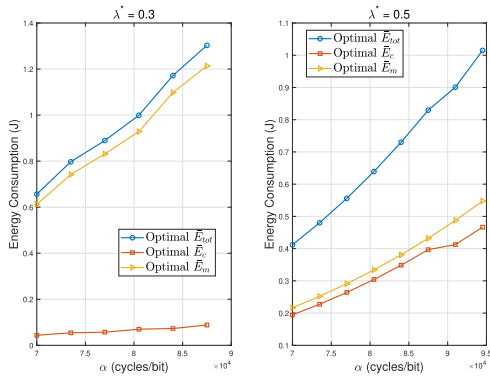 λ* = 0.3
Energy Consumption (J)
1.4
1.2
1
0.8
0.6
0.4
0.2
0
7
7.5
8
8.5
9
×10⁴
α (cycles/bit)
Optimal Ē_tot
Optimal Ē_c
Optimal Ē_m
λ* = 0.5
Energy Consumption (J)
1.1
1
0.9
0.8
0.7
0.6
0.5
0.4
0.3
0.2
0.1
7
7.5
8
8.5
9
9.5
×10⁴
α (cycles/bit)
Optimal Ē_tot
Optimal Ē_c
Optimal Ē_m